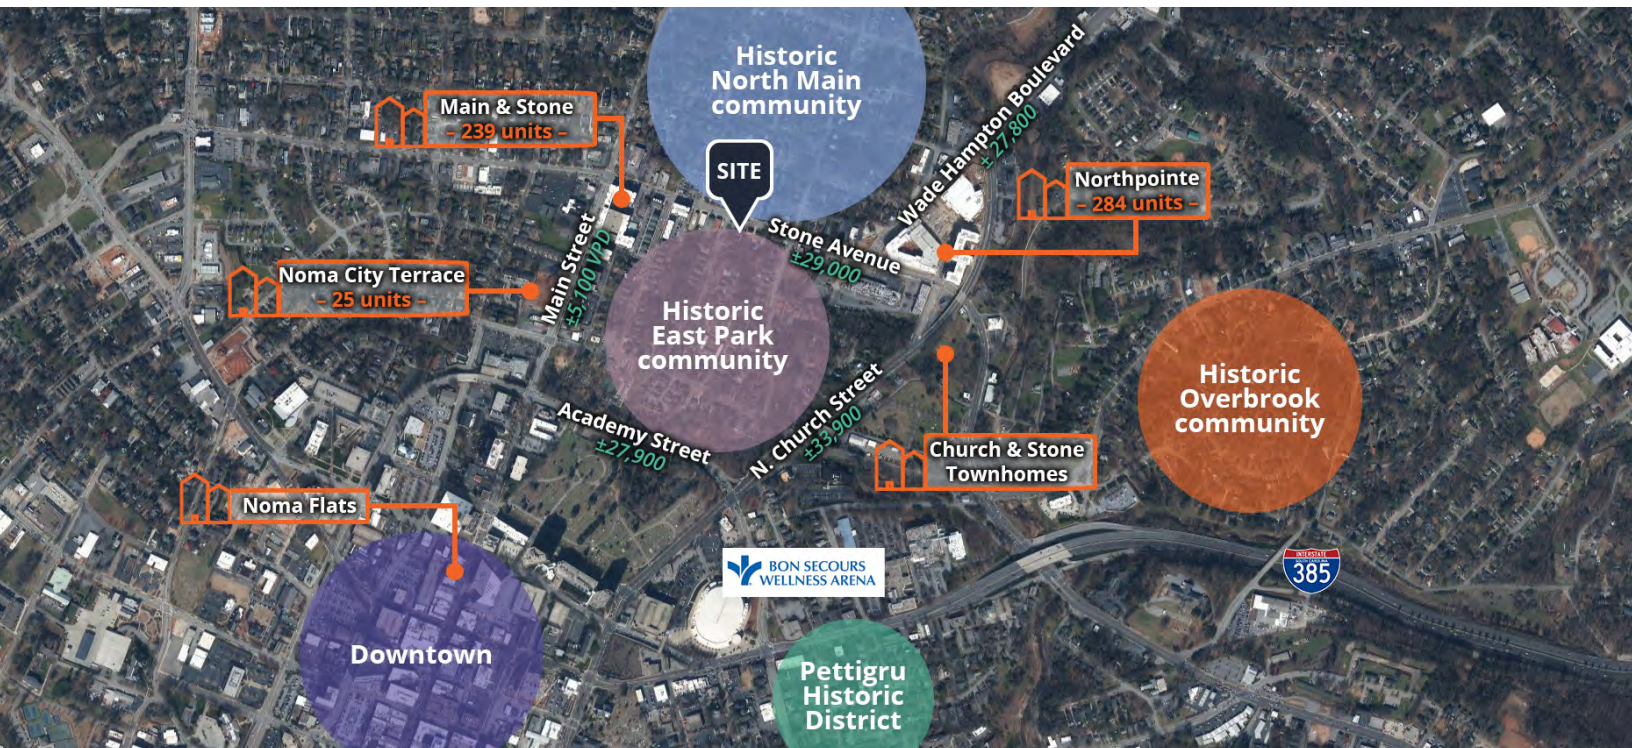 Historic
North Main
community
Main & Stone
– 239 units –
SITE
Wade Hampton Boulevard
± 27,800
Northpointe
– 284 units –
Stone Avenue
±29,000
Main Street
±5,100 VPD
Noma City Terrace
– 25 units –
Historic
East Park
community
Historic
Overbrook
community
Academy Street
±27,900
N. Church Street
±33,900
Church & Stone
Townhomes
Noma Flats
BON SECOURS
WELLNESS ARENA
INTERSTATE
SOUTH CAROLINA
385
Downtown
Pettigru
Historic
District